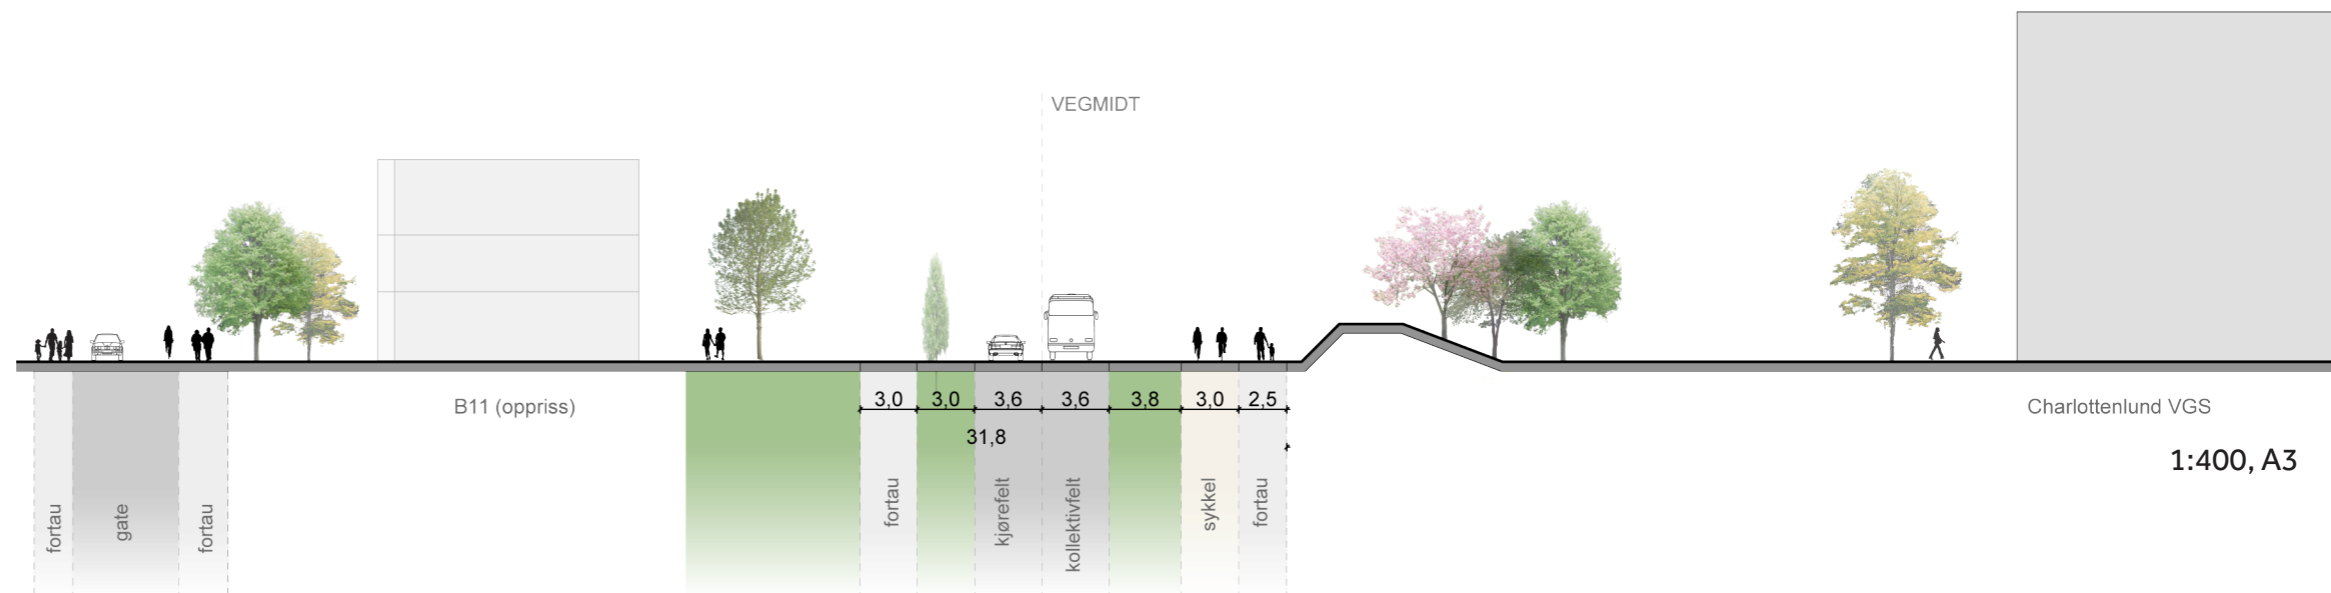 VEGMIDT
B11 (oppriss)
3,0 3,0 3,6 3,6 3,8 3,0 2,5
31,8
Charlottenlund VGS
1:400, A3
fortau
gate
fortau
fortau
kjørefelt
kollektivfelt
sykkel
fortau